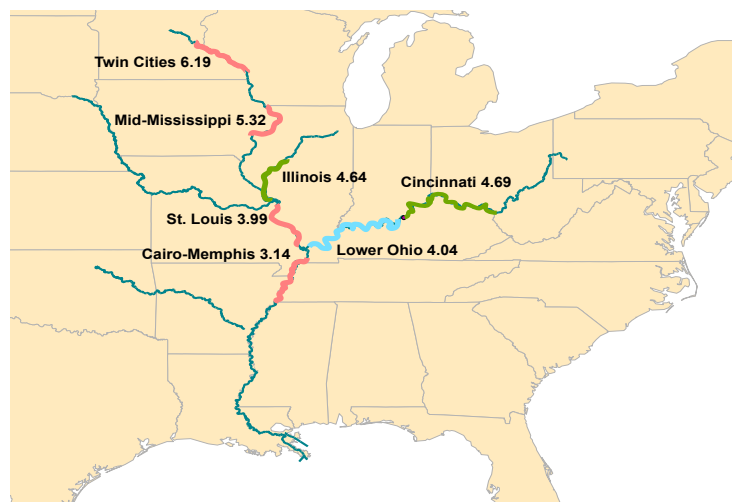 Twin Cities 6.19
Mid-Mississippi 5.32
Illinois 4.64
Cincinnati 4.69
St. Louis 3.99
Cairo-Memphis 3.14
Lower Ohio 4.04